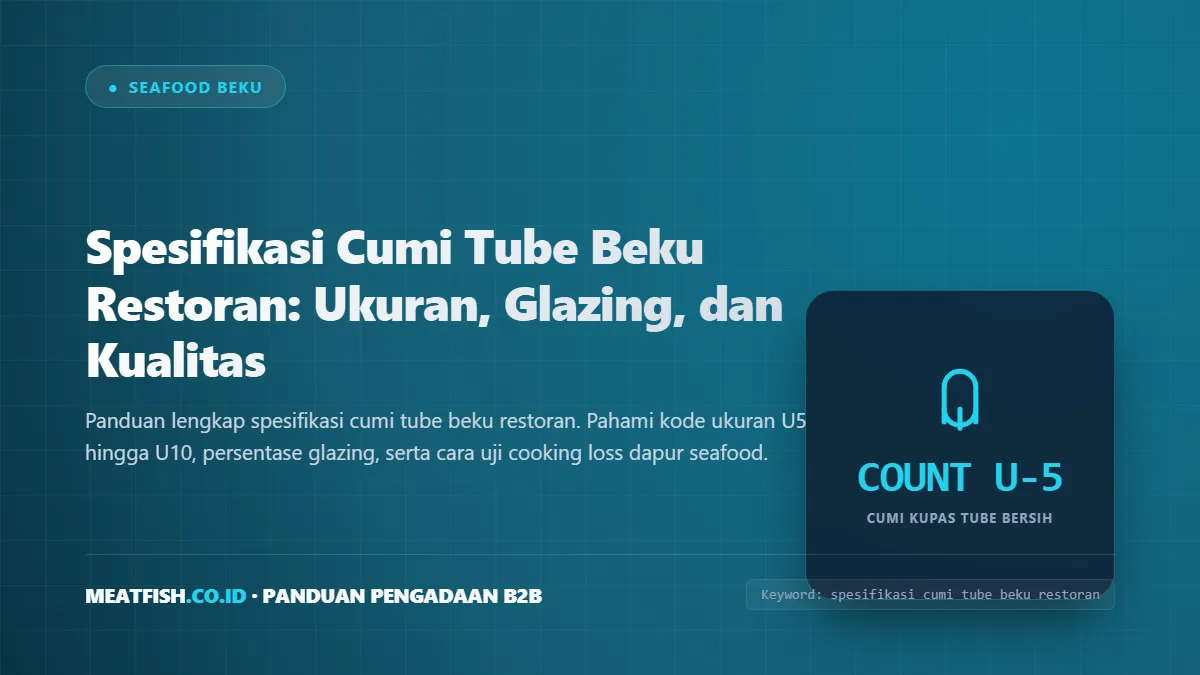 • SEAFOOD BEKU
Spesifikasi Cumi Tube Beku
Restoran: Ukuran, Glazing, dan
Kualitas
Panduan lengkap spesifikasi cumi tube beku restoran. Pahami kode ukuran U5
hingga U10, persentase glazing, serta cara uji cooking loss dapur seafood.
COUNT U-5
CUMI KUPAS TUBE BERSIH
MEATFISH.CO.ID · PANDUAN PENGADAAN B2B
Keyword: spesifikasi cumi tube beku restoran